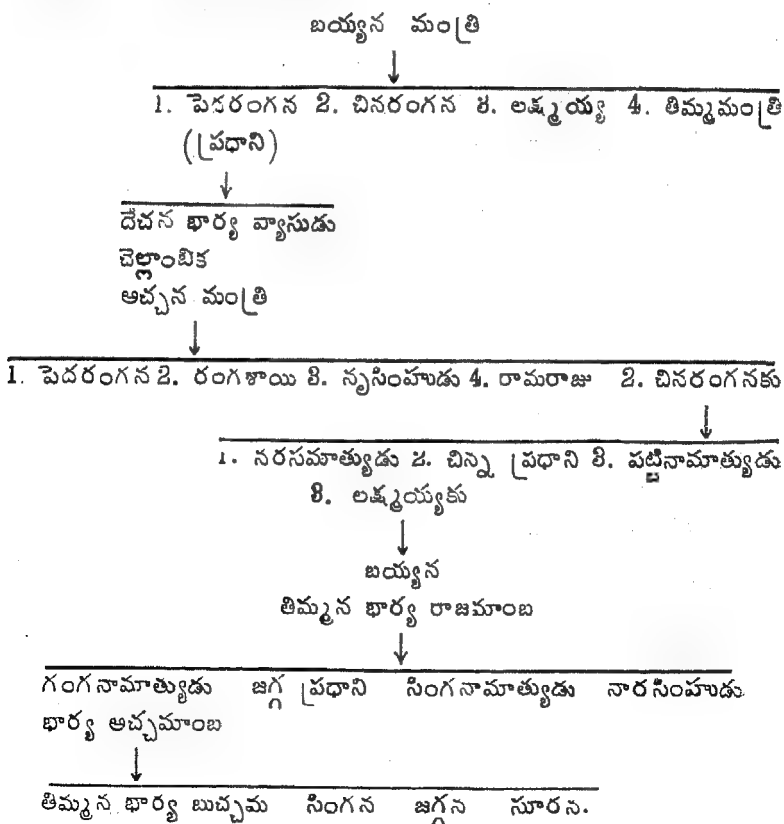 బయ్యన మంత్రి
1. పెదరంగన 2. చినరంగన 3. లక్ష్మయ్య 4. తిమ్మమంత్రి
(ప్రధాని)
దేచన భార్య వ్యాసుడు
చెల్లాంబిక
అచ్చన మంత్రి
1. పెదరంగన 2. రంగశాయి 3. నృసింహుడు 4. రామరాజు 2. చినరంగనకు
1. నరసమాత్యుడు 2. చిన్న ప్రధాని 3. పట్టినామాత్యుడు
3. లక్ష్మయ్యకు
బయ్యన
తిమ్మన భార్య రాజమాంబ
గంగనామాత్యుడు జగ్గ ప్రధాని సింగనామాత్యుడు నారసింహుడు
భార్య అచ్చమాంబ
తిమ్మన భార్య బుచ్చమ సింగన జగ్గన సూరన.